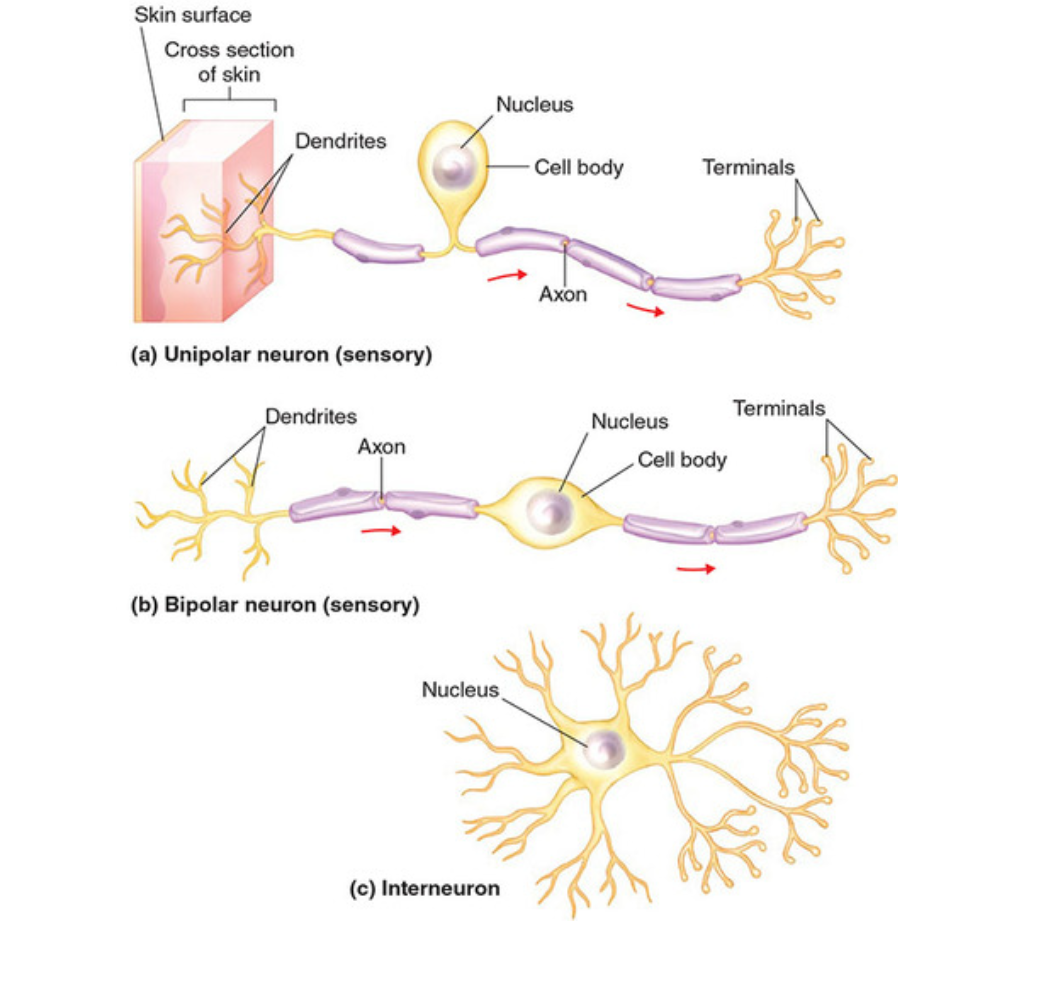 Skin surface
Cross section
of skin
Dendrites
Nucleus
Cell body
Terminals
Axon
(a) Unipolar neuron (sensory)
Dendrites
Axon
Nucleus
Cell body
Terminals
(b) Bipolar neuron (sensory)
Nucleus
(c) Interneuron